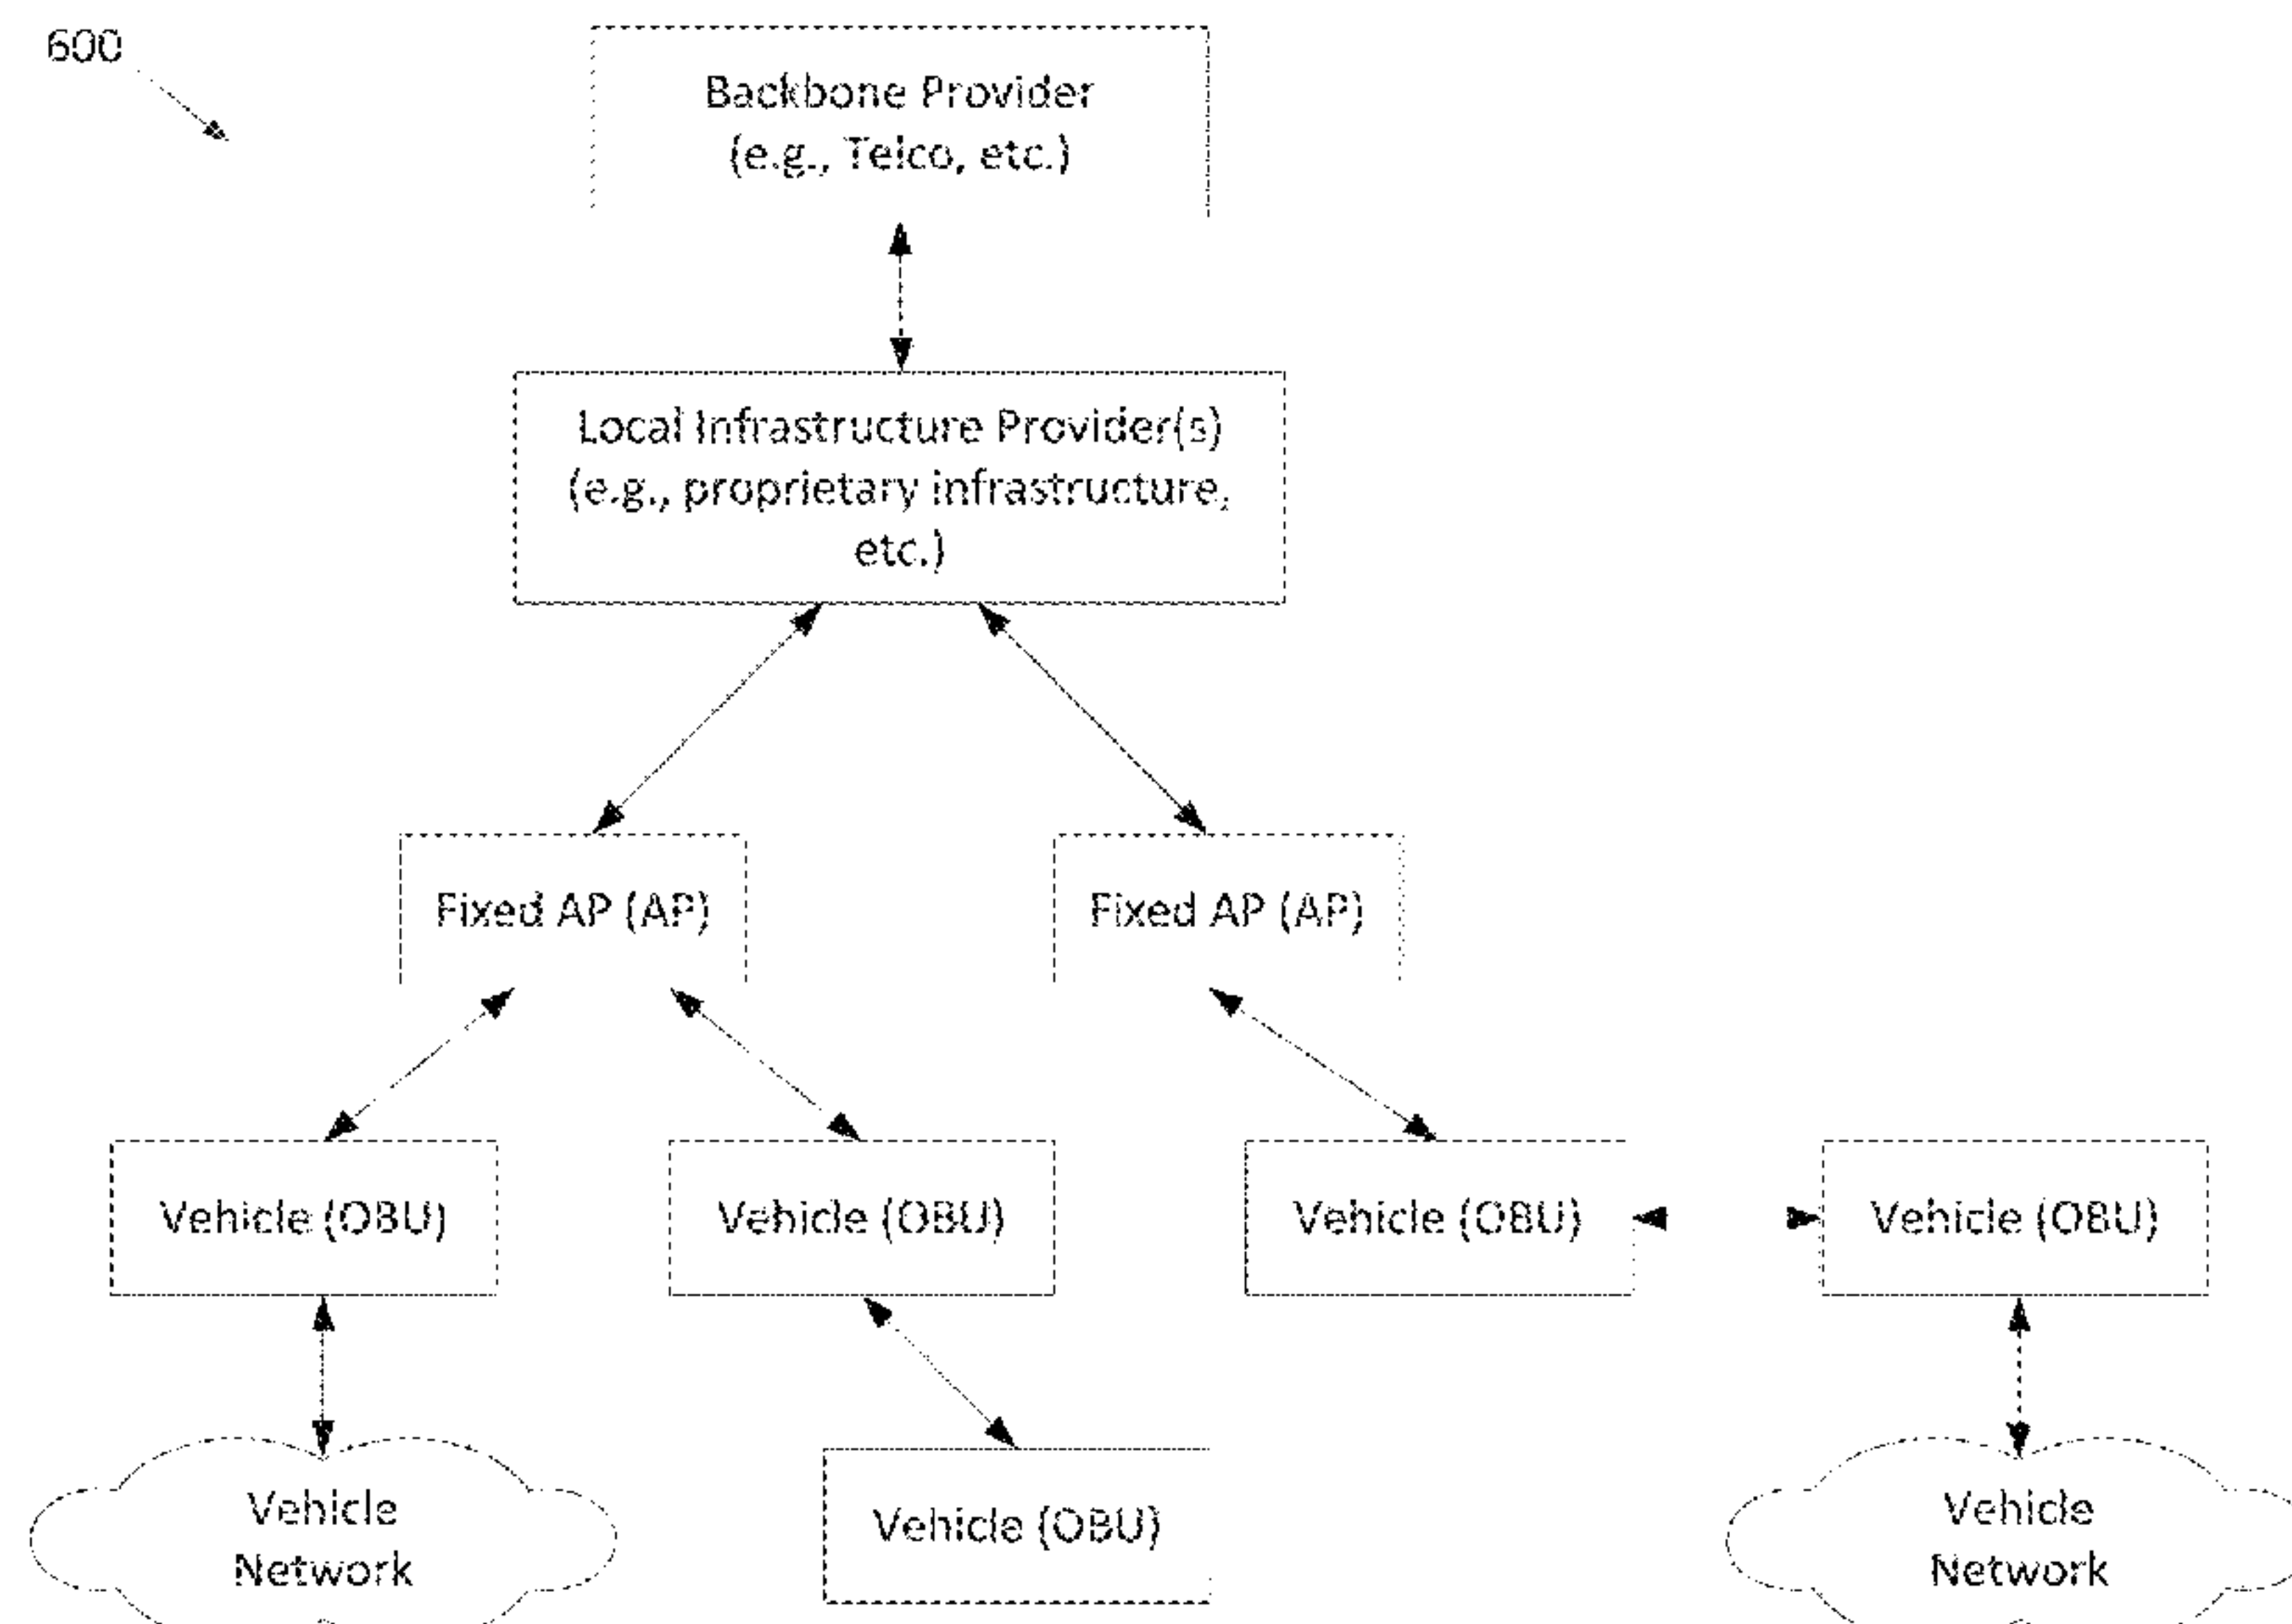 600
Backbone Provider
(e.g., Telco, etc.)
Local Infrastructure Provider(s)
(e.g., proprietary infrastructure,
etc.)
Fixed AP (AP)
Fixed AP (AP)
Vehicle (OBU)
Vehicle (OBU)
Vehicle (OBU)
Vehicle (OBU)
Vehicle
Network
Vehicle (OBU)
Vehicle
Network